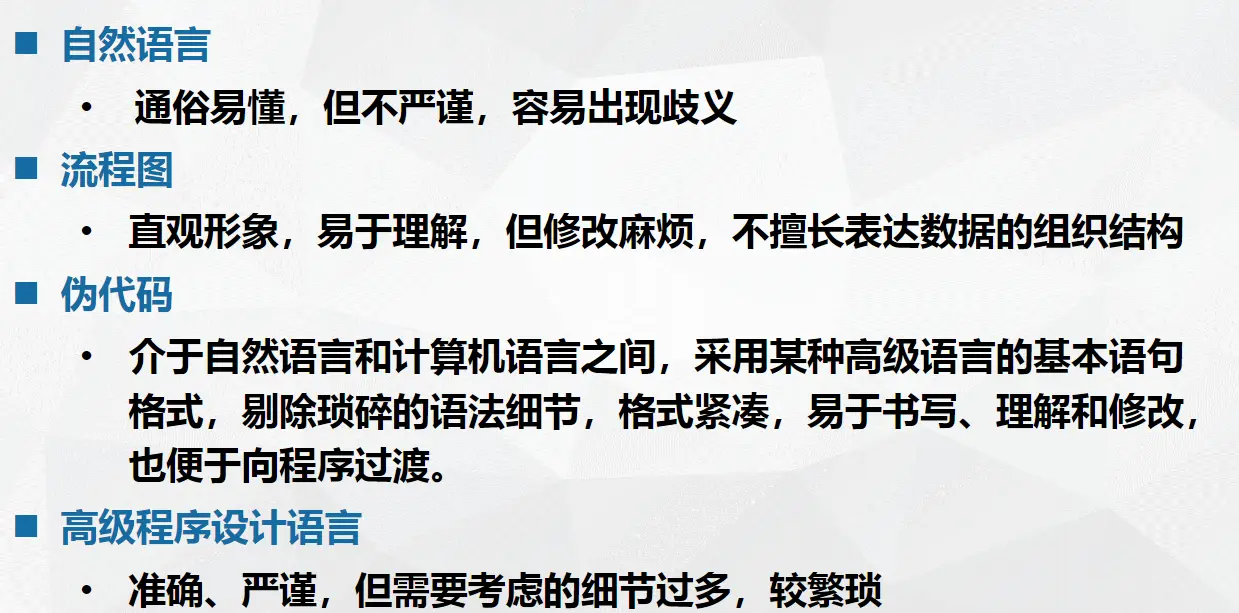 自然语言
通俗易懂，但不严谨，容易出现歧义
流程图
直观形象，易于理解，但修改麻烦，不擅长表达数据的组织结构
伪代码
介于自然语言和计算机语言之间，采用某种高级语言的基本语句
格式，剔除琐碎的语法细节，格式紧凑，易于书写、理解和修改，
也便于向程序过渡。
高级程序设计语言
准确、严谨，但需要考虑的细节过多，较繁琐